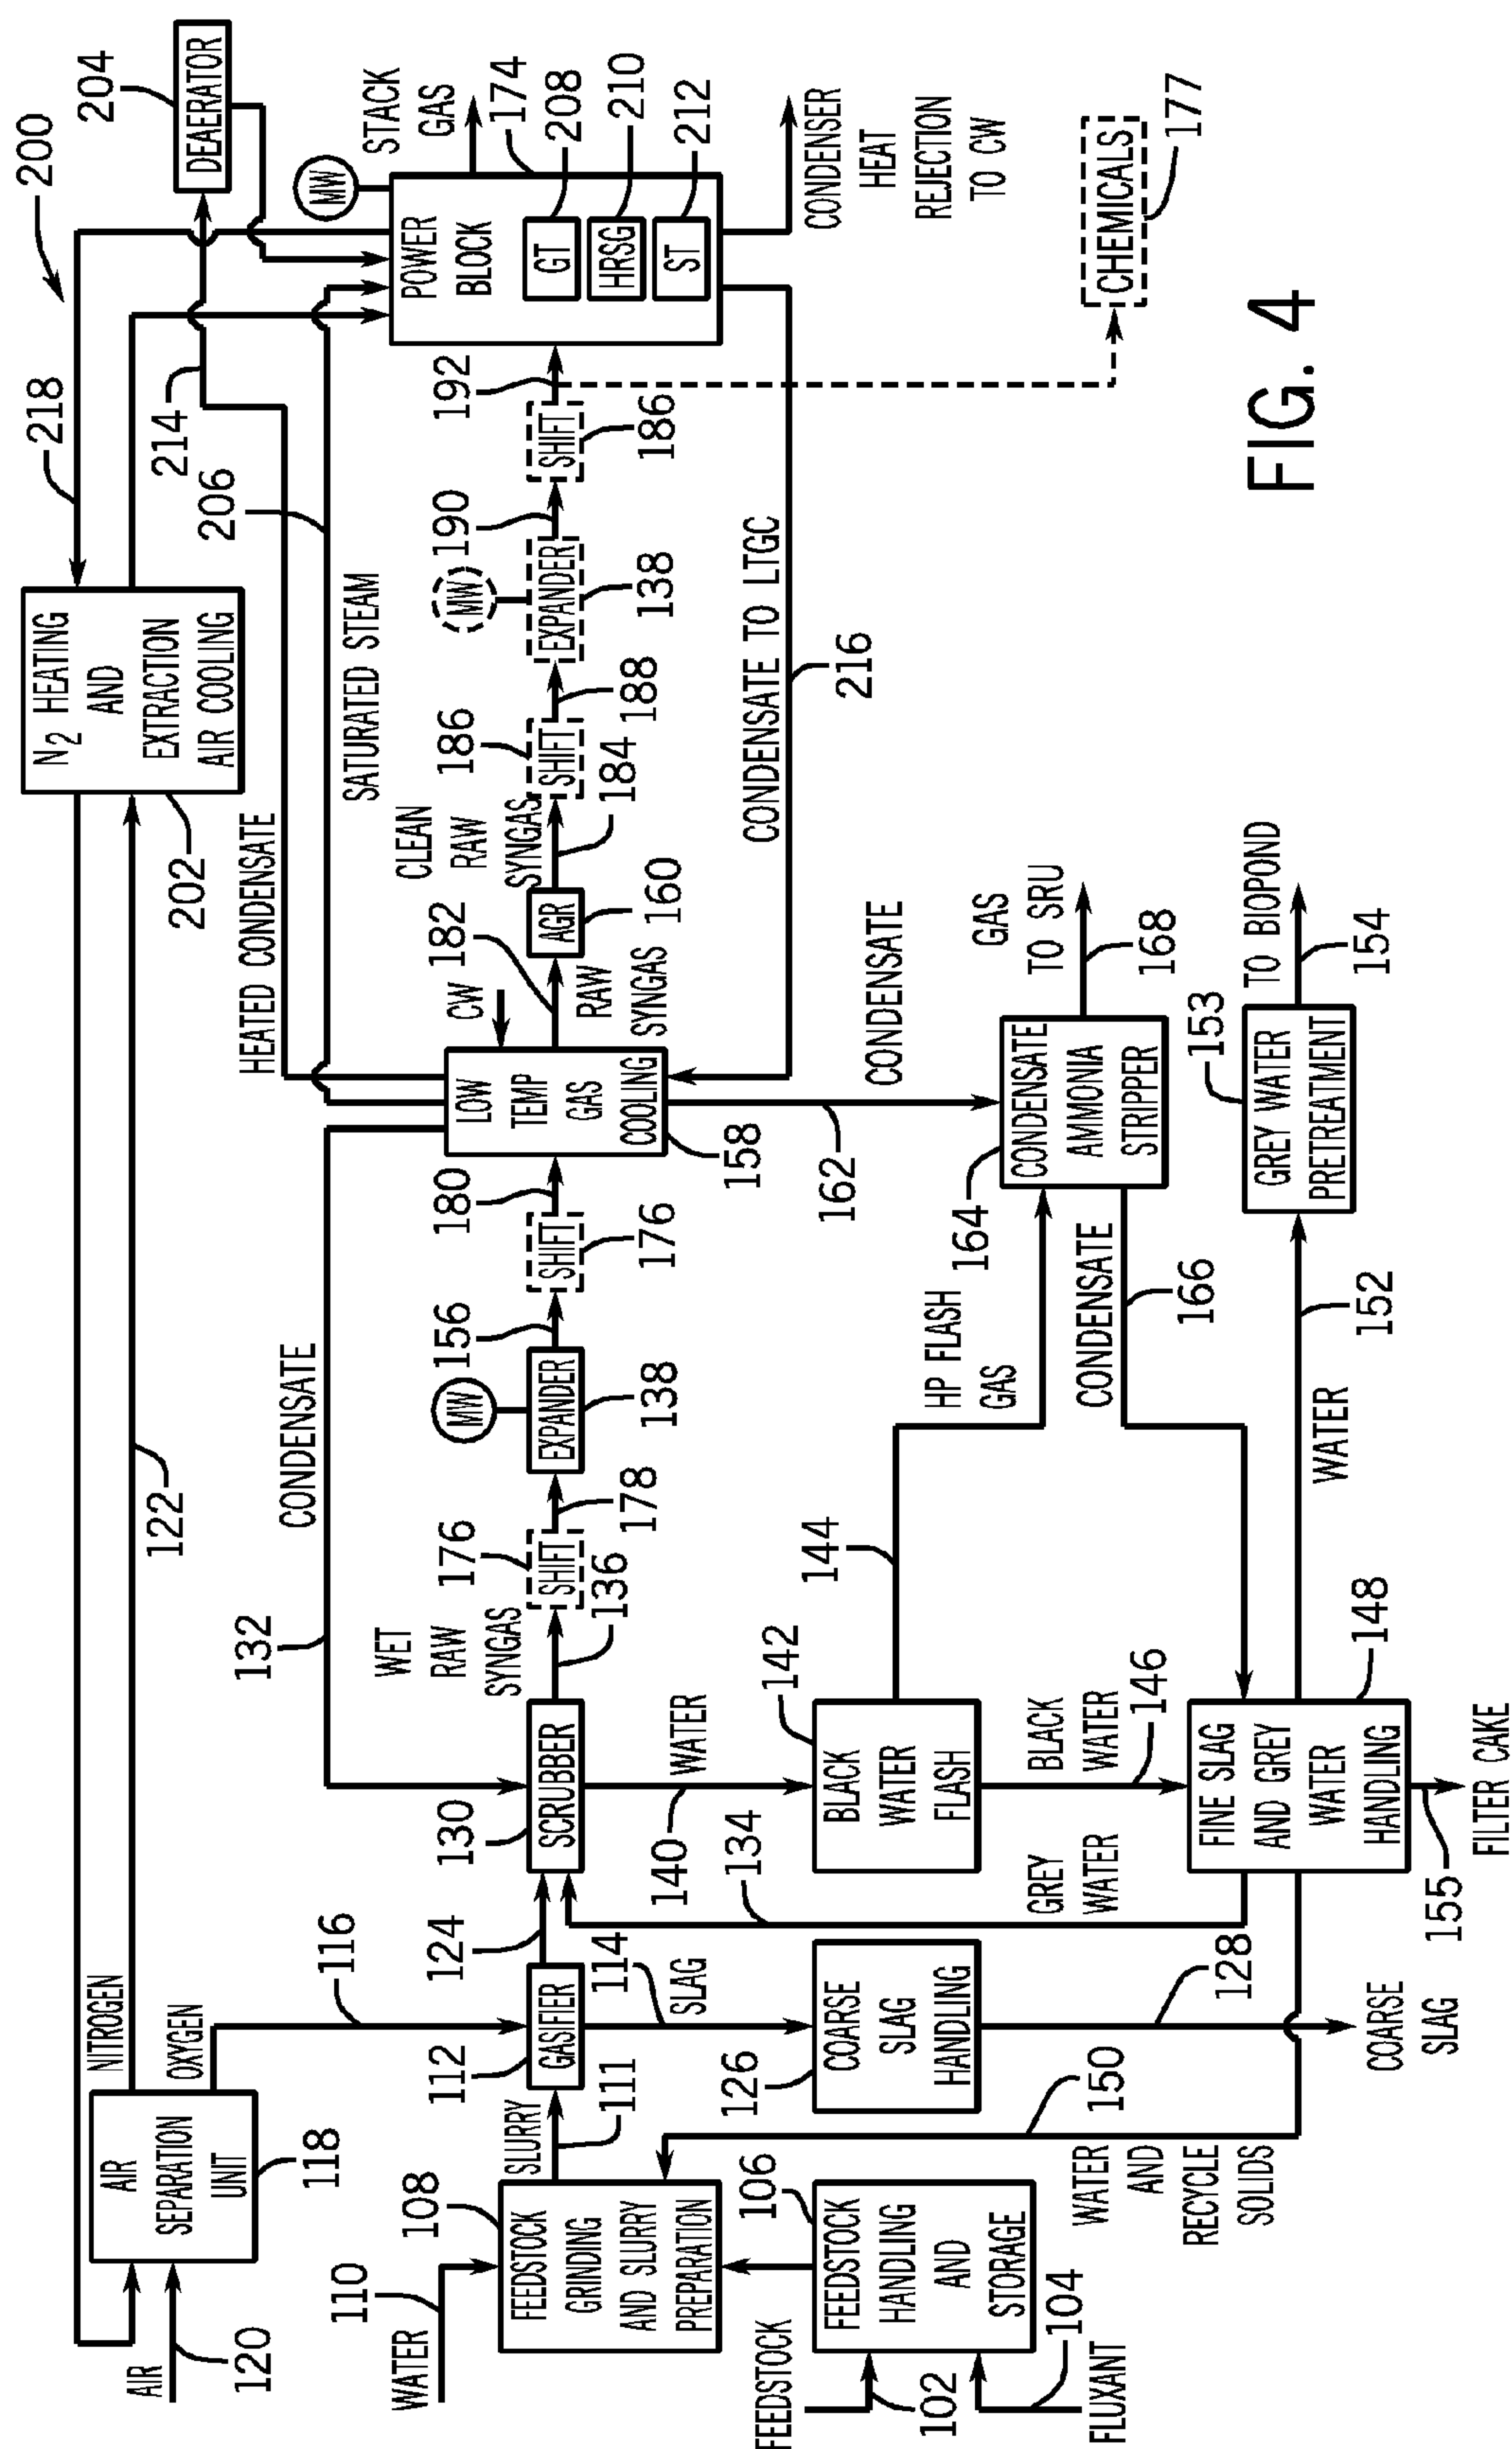 200
218
N2 HEATING
AND
EXTRACTION
AIR COOLING
202
204
DEAERATOR
214
206
NITROGEN
122
OXYGEN
116
AIR
SEPARATION
UNIT
118
AIR
120
HEATED CONDENSATE
SATURATED STEAM
CONDENSATE
132
MW
STACK
GAS
174
POWER
BLOCK
GT
208
HRSG
210
ST
212
CONDENSER
HEAT
REJECTION
TO CW
CHEMICALS
177
WATER
110
108
FEEDSTOCK
GRINDING
AND SLURRY
PREPARATION
SLURRY
111
112
GASIFIER
124
114
SLAG
130
SCRUBBER
WET
RAW
SYNGAS
136
176
SHIFT
178
MW
EXPANDER
138
156
SHIFT
176
180
LOW
TEMP
GAS
COOLING
158
CW
182
RAW
SYNGAS
AGR
160
CLEAN
RAW
SYNGAS
184
186
SHIFT
188
MW
EXPANDER
138
190
SHIFT
186
192
CONDENSATE TO LTGC
216
FEEDSTOCK
102
FLUXANT
104
106
FEEDSTOCK
HANDLING
AND
STORAGE
126
COARSE
SLAG
HANDLING
128
COARSE
SLAG
WATER
140
134
142
BLACK
WATER
FLASH
144
HP FLASH
GAS
BLACK
WATER
146
GREY
WATER
150
WATER
AND
RECYCLE
SOLIDS
FINE SLAG
AND GREY
WATER
HANDLING
148
155
FILTER CAKE
162
CONDENSATE
164
CONDENSATE
AMMONIA
STRIPPER
GAS
TO SRU
168
CONDENSATE
166
WATER
152
153
GREY WATER
PRETREATMENT
TO BIOPOND
154
FIG. 4